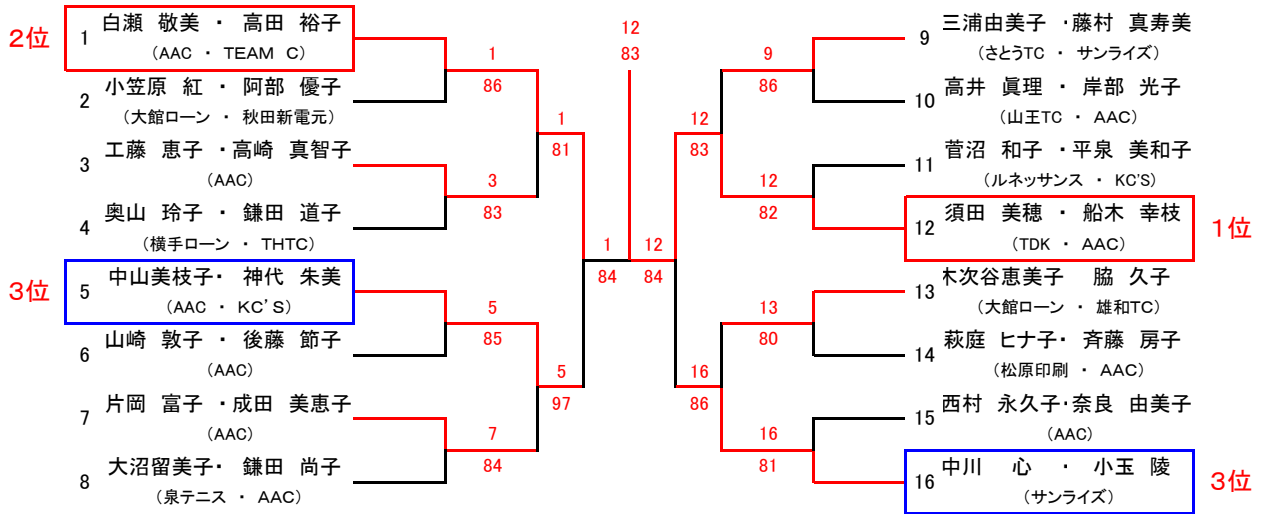 2位
1
白瀬 敬美 ・ 高田 裕子
(AAC ・ TEAM C)
2
小笠原 紅 ・ 阿部 優子
(大館ローン ・ 秋田新電元)
3
工藤 恵子 ・高崎 真智子
(AAC)
4
奥山 玲子 ・ 鎌田 道子
(横手ローン ・ THTC)
3位
5
中山美枝子・ 神代 朱美
(AAC ・ KC'S)
6
山崎 敦子 ・ 後藤 節子
(AAC)
7
片岡 富子 ・成田 美恵子
(AAC)
8
大沼留美子・ 鎌田 尚子
(泉テニス ・ AAC)
1
86
3
83
5
85
7
84
1
81
5
97
1
84
12
83
12
84
12
83
16
86
9
86
12
82
13
80
16
81
9
三浦由美子 ・藤村 真寿美
(さとうTC ・ サンライズ)
10
高井 眞理 ・ 岸部 光子
(山王TC ・ AAC)
11
菅沼 和子 ・平泉 美和子
(ルネッサンス ・ KC'S)
12
須田 美穂 ・ 船木 幸枝
(TDK ・ AAC)
1位
13
木次谷恵美子 脇 久子
(大館ローン ・ 雄和TC)
14
萩庭 ヒナ子・ 斉藤 房子
(松原印刷 ・ AAC)
15
西村 永久子・奈良 由美子
(AAC)
16
中川 心 ・ 小玉 陵
(サンライズ)
3位